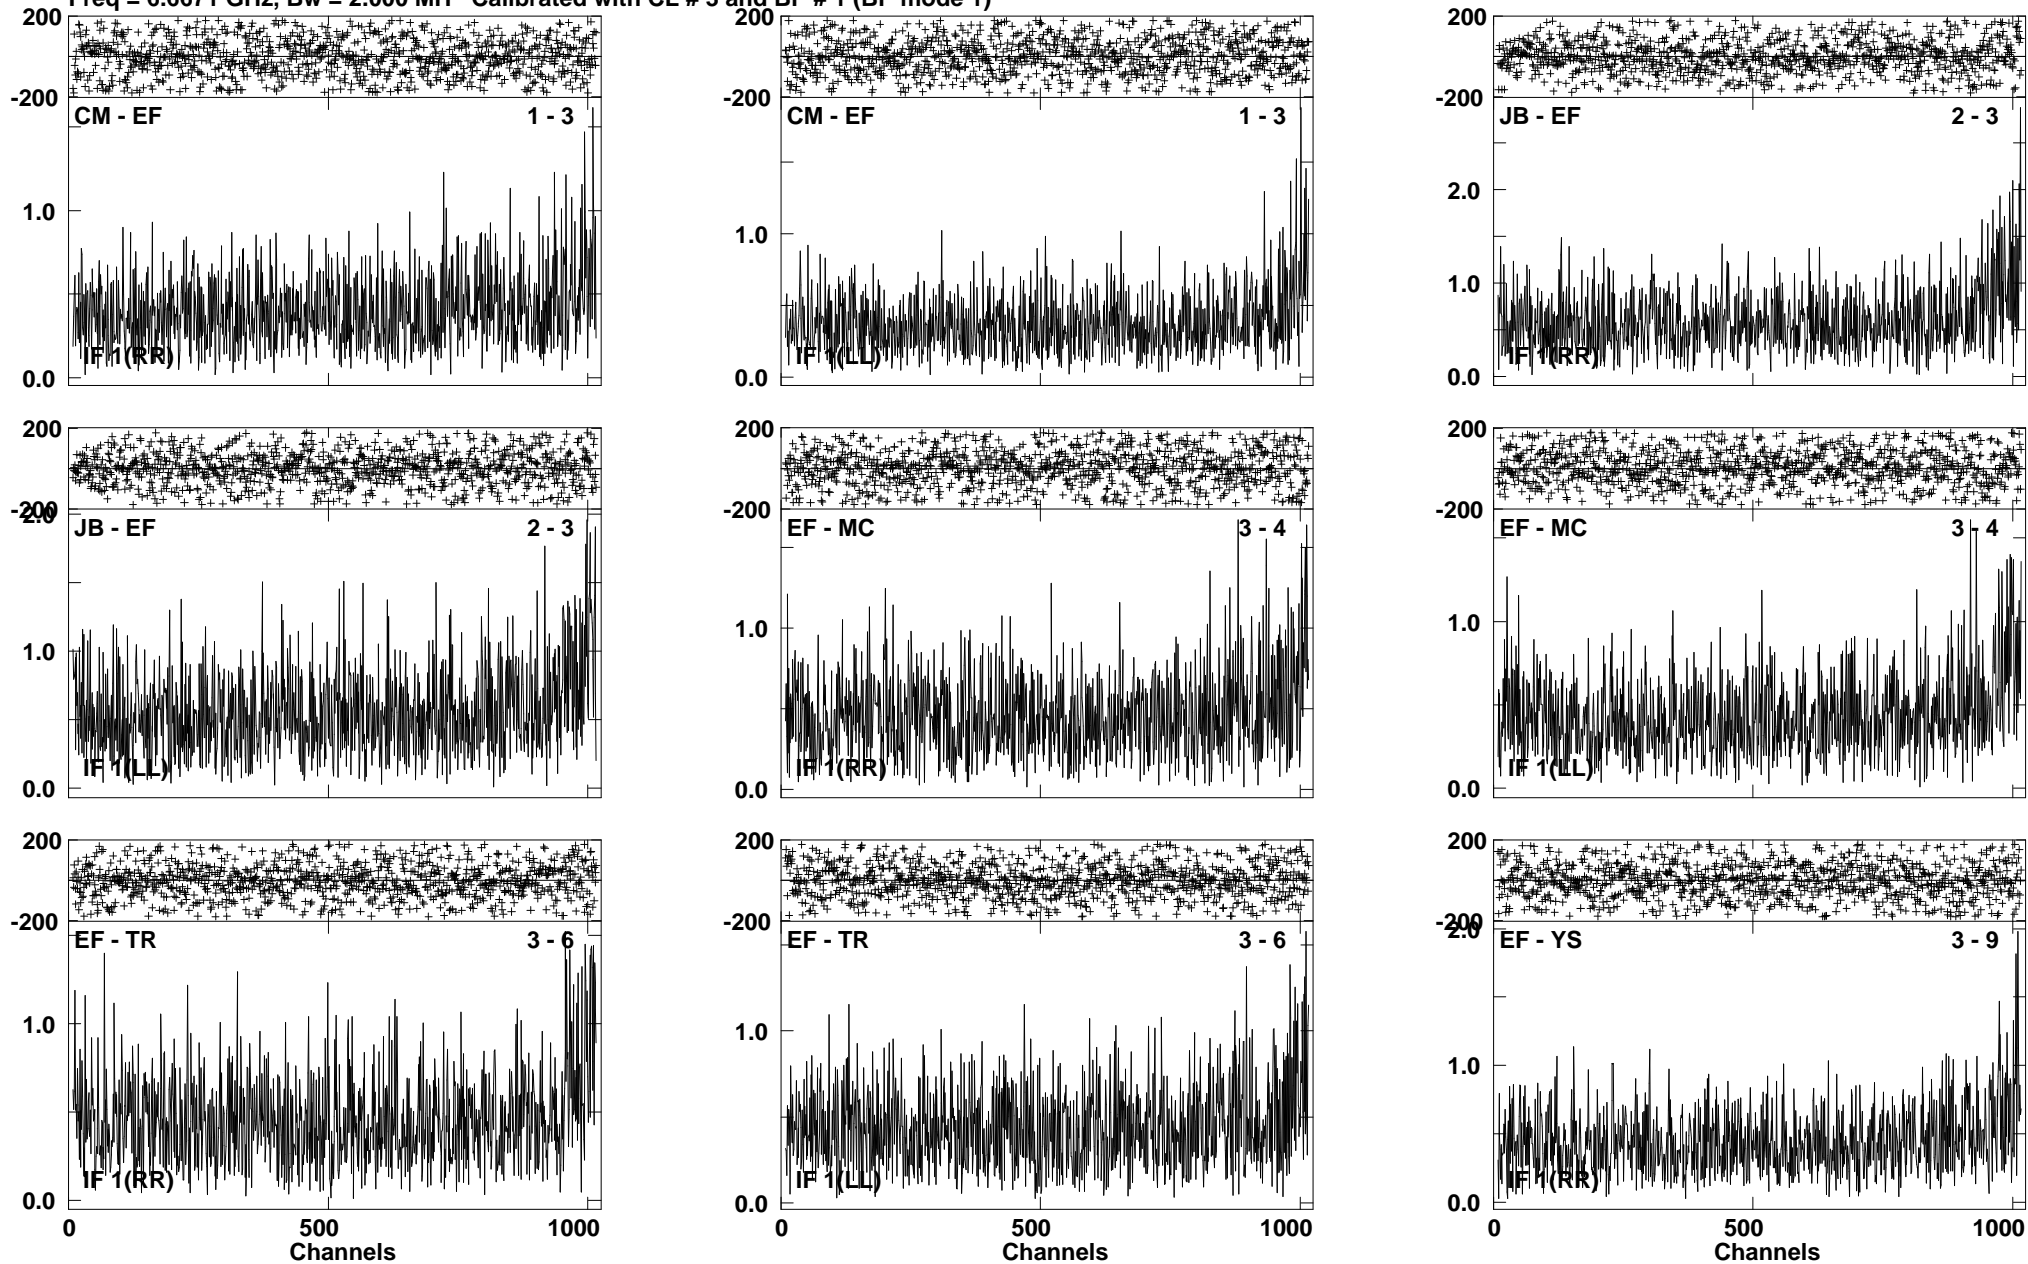 Freq = 6.6671 GHz, Bw = 2.000 MH Calibrated with CL # 3 and BP # 1 (BP mode 1)
200 200 200
-200 -200 -200
CM - EF 1 - 3 CM - EF 1 - 3 JB - EF 2 - 3
2.0
1.0 1.0 1.0
IF 1(RR) IF 1(LL) IF 1(RR)
0.0 0.0 0.0
200 200 200
-200 -200 -200
2.0
JB - EF 2 - 3 EF - MC 3 - 4 EF - MC 3 - 4
1.0 1.0 1.0
IF 1(LL) IF 1(RR) IF 1(LL)
0.0 0.0 0.0
200 200 200
-200 -200 -200
2.0
EF - TR 3 - 6 EF - TR 3 - 6 EF - YS 3 - 9
1.0 1.0 1.0
IF 1(RR) IF 1(LL) IF 1(RR)
0.0 0.0 0.0
0 500 1000 0 500 1000 0 500 1000
Channels Channels Channels